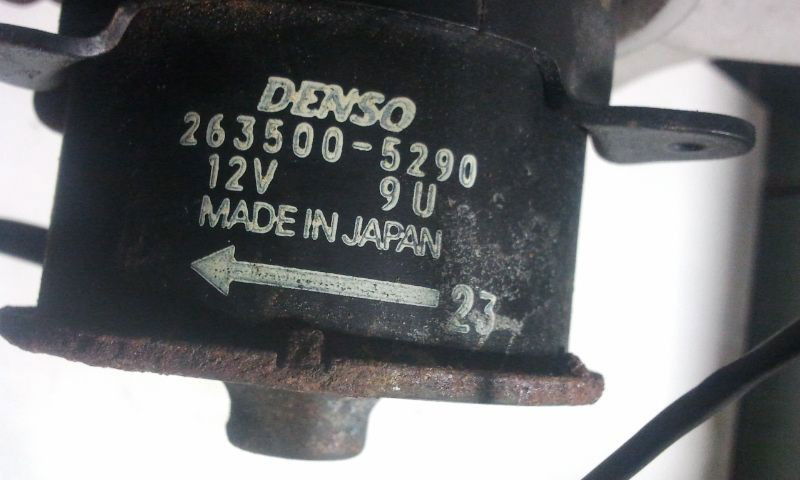 DENSO
263500-5290
12V 9U
MADE IN JAPAN
23